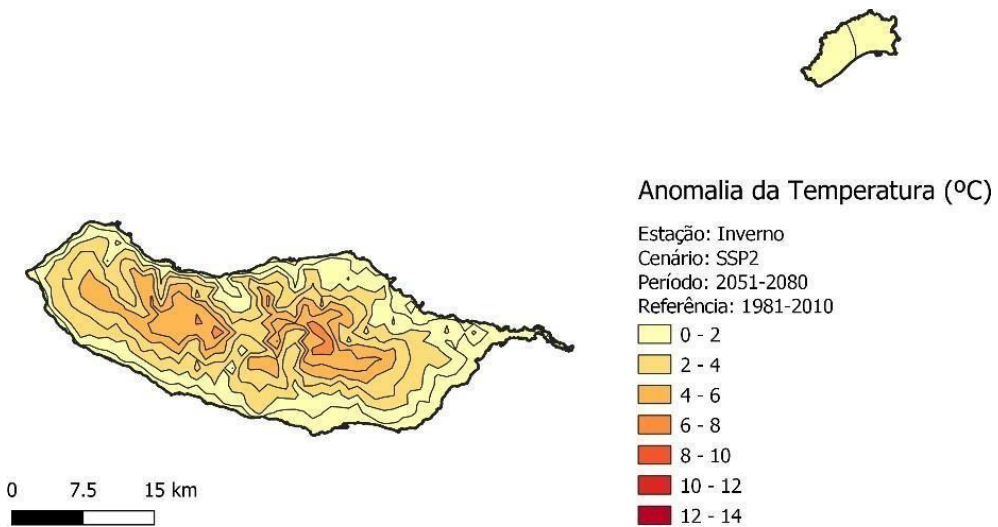 Anomalia da Temperatura (ºC)
Estação: Inverno
Cenário: SSP2
Período: 2051-2080
Referência: 1981-2010
0 - 2
2 - 4
4 - 6
6 - 8
8 - 10
10 - 12
12 - 14
0 7.5 15 km